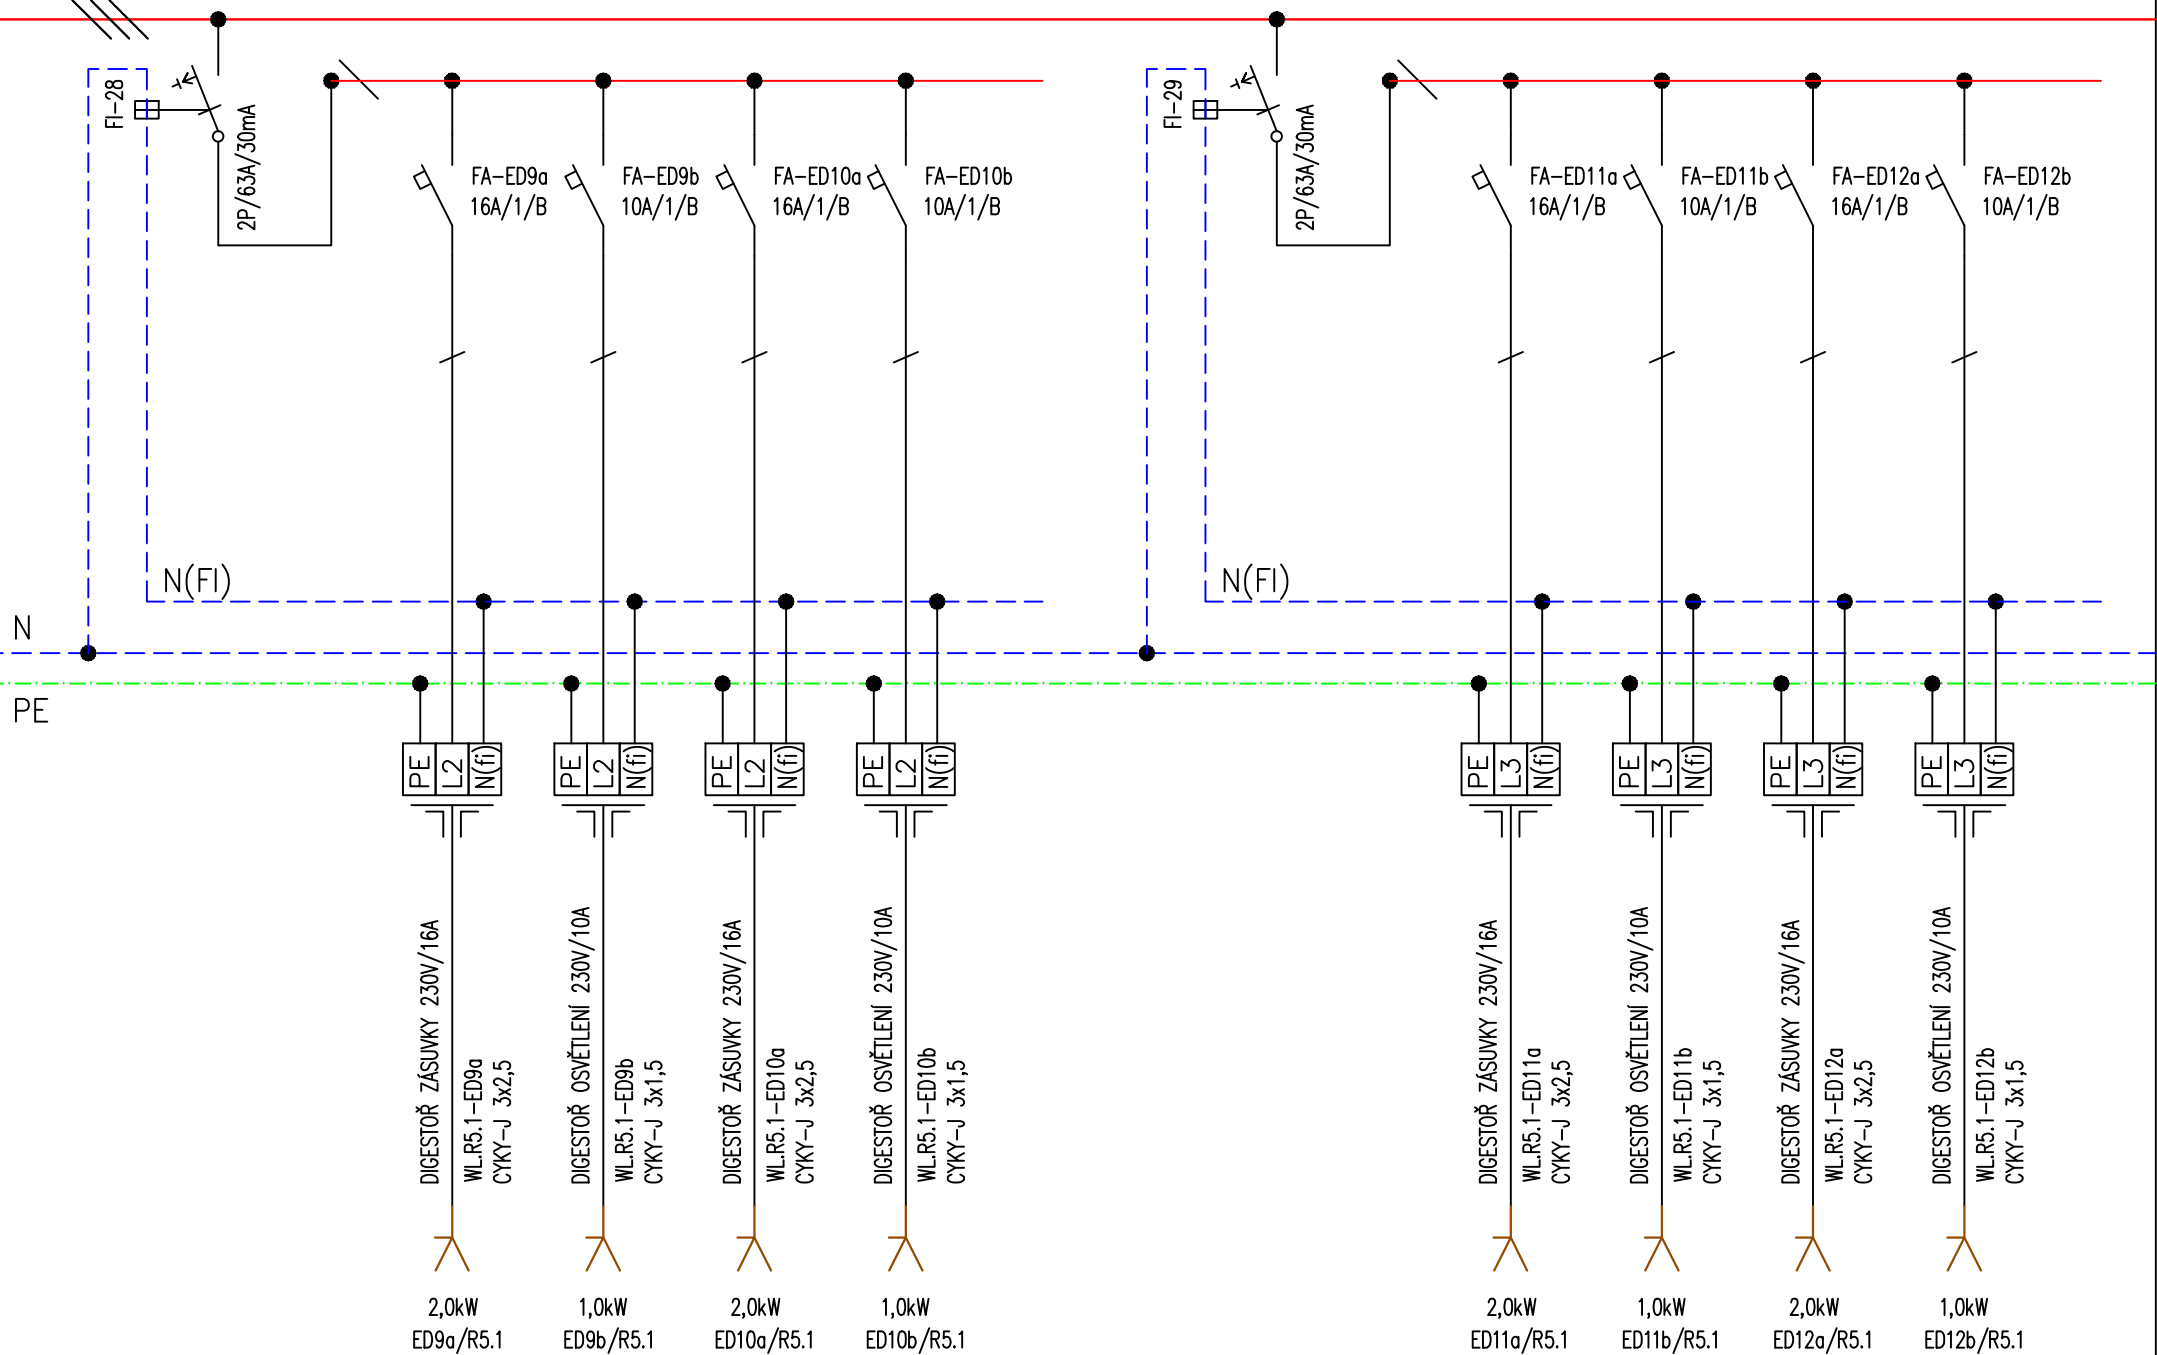 FI-28
2P/63A/30mA
FA-ED9a
16A/1/B
FA-ED9b
10A/1/B
FA-ED10a
16A/1/B
FA-ED10b
10A/1/B
FI-29
2P/63A/30mA
FA-ED11a
16A/1/B
FA-ED11b
10A/1/B
FA-ED12a
16A/1/B
FA-ED12b
10A/1/B
N(FI)
N(FI)
N
PE
PE L2 N(fi)
PE L2 N(fi)
PE L2 N(fi)
PE L2 N(fi)
PE L3 N(fi)
PE L3 N(fi)
PE L3 N(fi)
PE L3 N(fi)
DIGESTOŘ ZÁSUVKY 230V/16A
WL.R5.1-ED9a
CYKY-J 3x2,5
DIGESTOŘ OSVĚTLENÍ 230V/10A
WL.R5.1-ED9b
CYKY-J 3x1,5
DIGESTOŘ ZÁSUVKY 230V/16A
WL.R5.1-ED10a
CYKY-J 3x2,5
DIGESTOŘ OSVĚTLENÍ 230V/10A
WL.R5.1-ED10b
CYKY-J 3x1,5
DIGESTOŘ ZÁSUVKY 230V/16A
WL.R5.1-ED11a
CYKY-J 3x2,5
DIGESTOŘ OSVĚTLENÍ 230V/10A
WL.R5.1-ED11b
CYKY-J 3x1,5
DIGESTOŘ ZÁSUVKY 230V/16A
WL.R5.1-ED12a
CYKY-J 3x2,5
DIGESTOŘ OSVĚTLENÍ 230V/10A
WL.R5.1-ED12b
CYKY-J 3x1,5
2,0kW
ED9a/R5.1
1,0kW
ED9b/R5.1
2,0kW
ED10a/R5.1
1,0kW
ED10b/R5.1
2,0kW
ED11a/R5.1
1,0kW
ED11b/R5.1
2,0kW
ED12a/R5.1
1,0kW
ED12b/R5.1